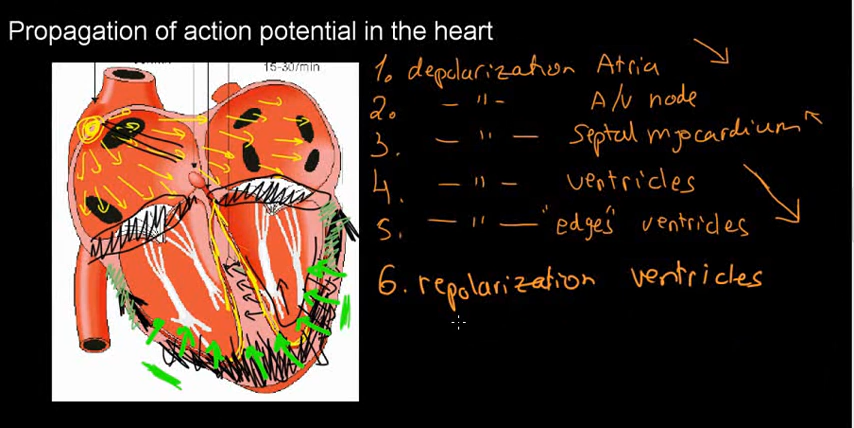 Propagation of action potential in the heart
15-30/min
1. depolarization Atria
2. - " - A/V node
3. - " - Septal myocardium
4. - " - ventricles
5. - " - "edges" ventricles
6. repolarization ventricles